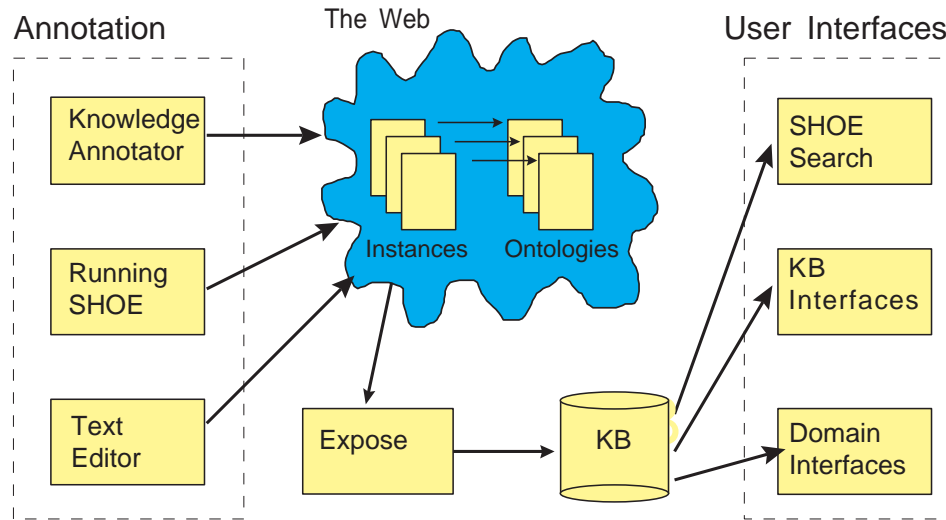 Annotation
The Web
User Interfaces
Knowledge
Annotator
Running
SHOE
Text
Editor
Instances
Ontologies
Expose
KB
SHOE
Search
KB
Interfaces
Domain
Interfaces